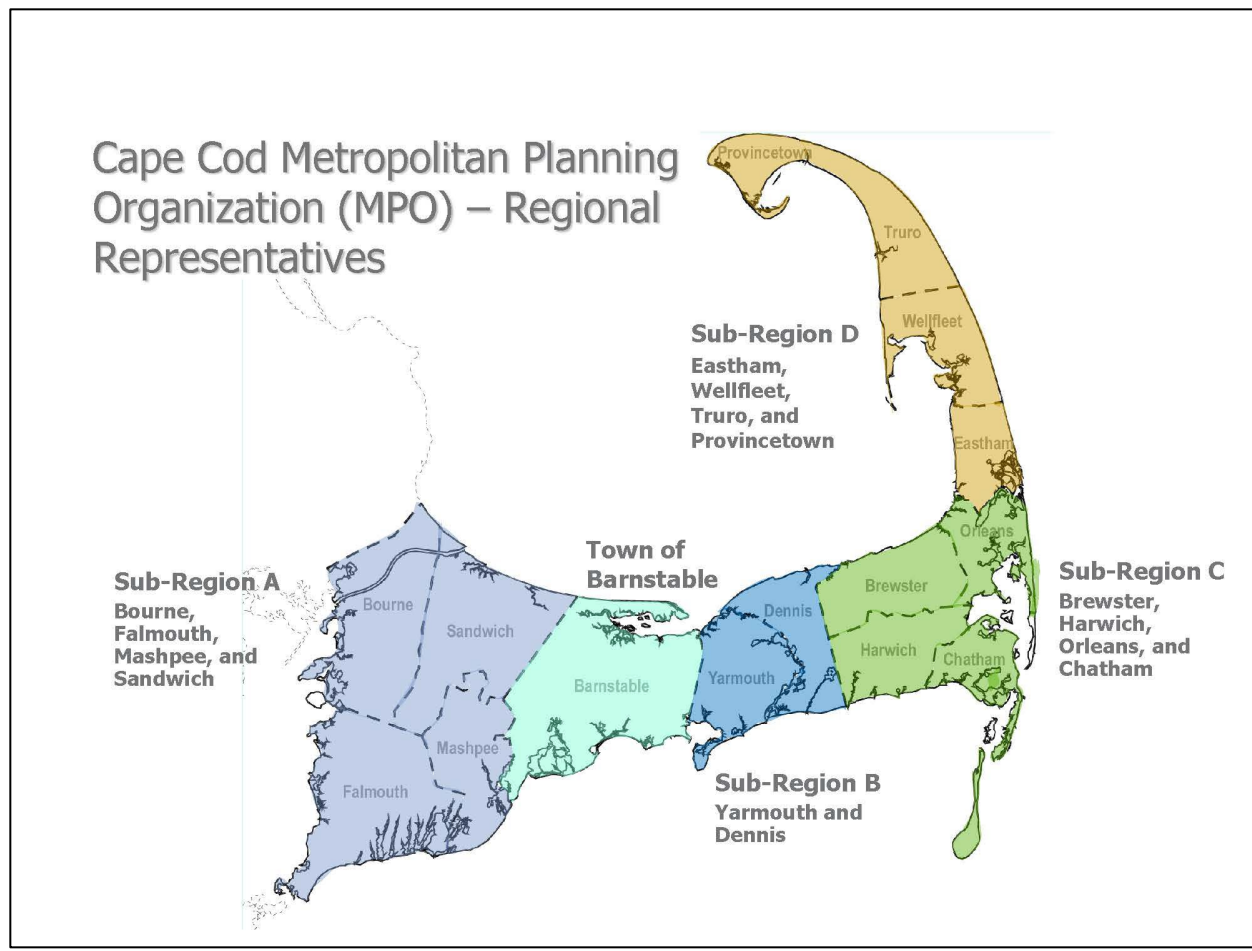 Cape Cod Metropolitan Planning
Organization (MPO) – Regional
Representatives
Provincetown
Truro
Wellfleet
Sub-Region D
Eastham,
Wellfleet,
Truro, and
Provincetown
Eastham
Orleans
Town of
Barnstable
Sub-Region A
Bourne,
Falmouth,
Mashpee, and
Sandwich
Bourne
Sandwich
Dennis
Brewster
Sub-Region C
Brewster,
Harwich,
Orleans, and
Chatham
Barnstable
Yarmouth
Harwich
Chatham
Mashpee
Falmouth
Sub-Region B
Yarmouth and
Dennis